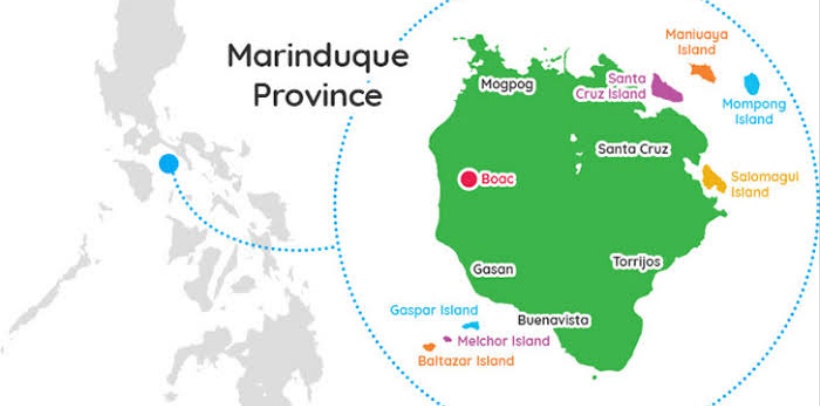 Marinduque
Province
Maniuaya
Island
Mogpog
Santa
Cruz Island
Mompong
Island
Santa Cruz
Boac
Salomagui
Island
Gasan
Torrijos
Gaspar Island
Buenavista
Melchor Island
Baltazar Island